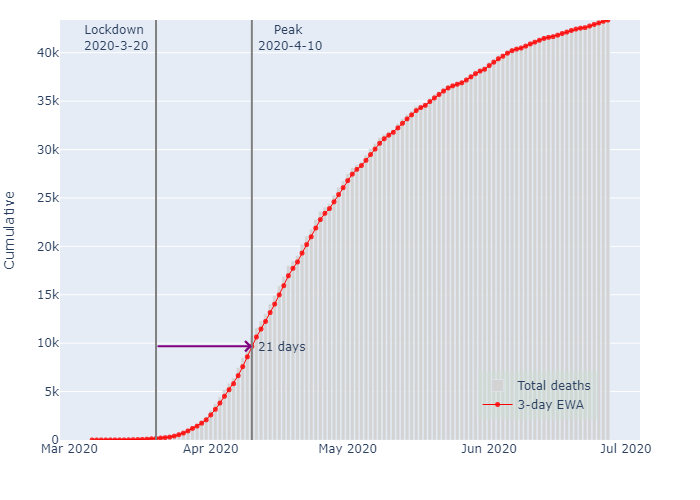 Lockdown
2020-3-20
Peak
2020-4-10
40k
35k
30k
25k
20k
15k
10k
5k
0
Cumulative
21 days
Total deaths
3-day EWA
Mar 2020
Apr 2020
May 2020
Jun 2020
Jul 2020